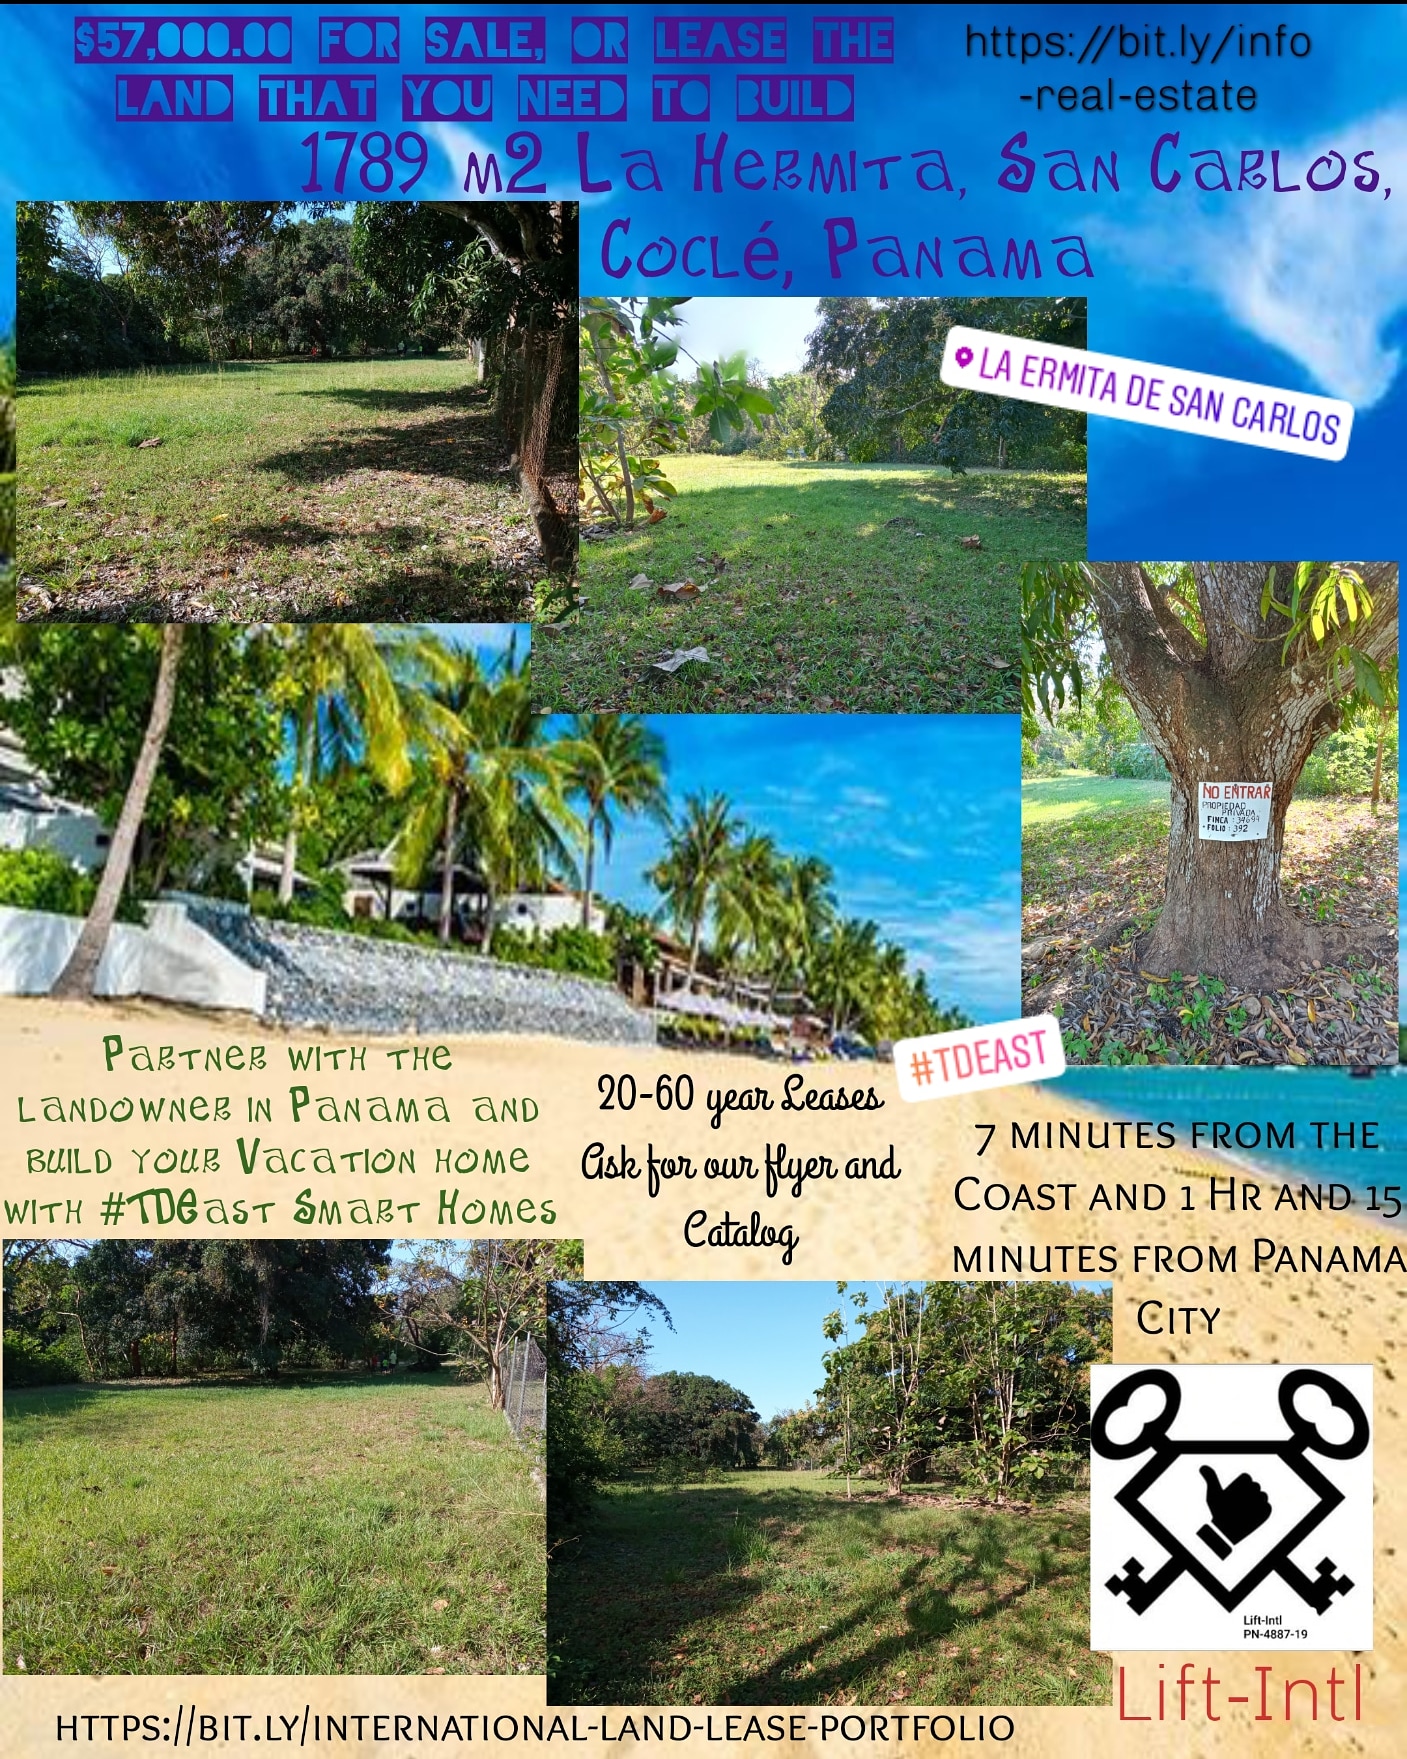 $57,000.00 FOR SALE, OR LEASE THE
LAND THAT YOU NEED TO BUILD
https://bit.ly/info
-real-estate
1789 m2 La Hermita, San Carlos,
Coclé, Panama
LA ERMITA DE SAN CARLOS
NO ENTRAR
PROPIEDAD
PRIVADA
FINCA: 34694
FOLIO: 392
#TDEAST
Partner with the
landowner in Panama and
build your Vacation home
with #TDEast Smart Homes
20-60 year Leases
Ask for our flyer and
Catalog
7 minutes from the
Coast and 1 Hr and 15
minutes from Panama
City
Lift-Intl
PN-4887-19
Lift-Intl
https://bit.ly/international-land-lease-portfolio